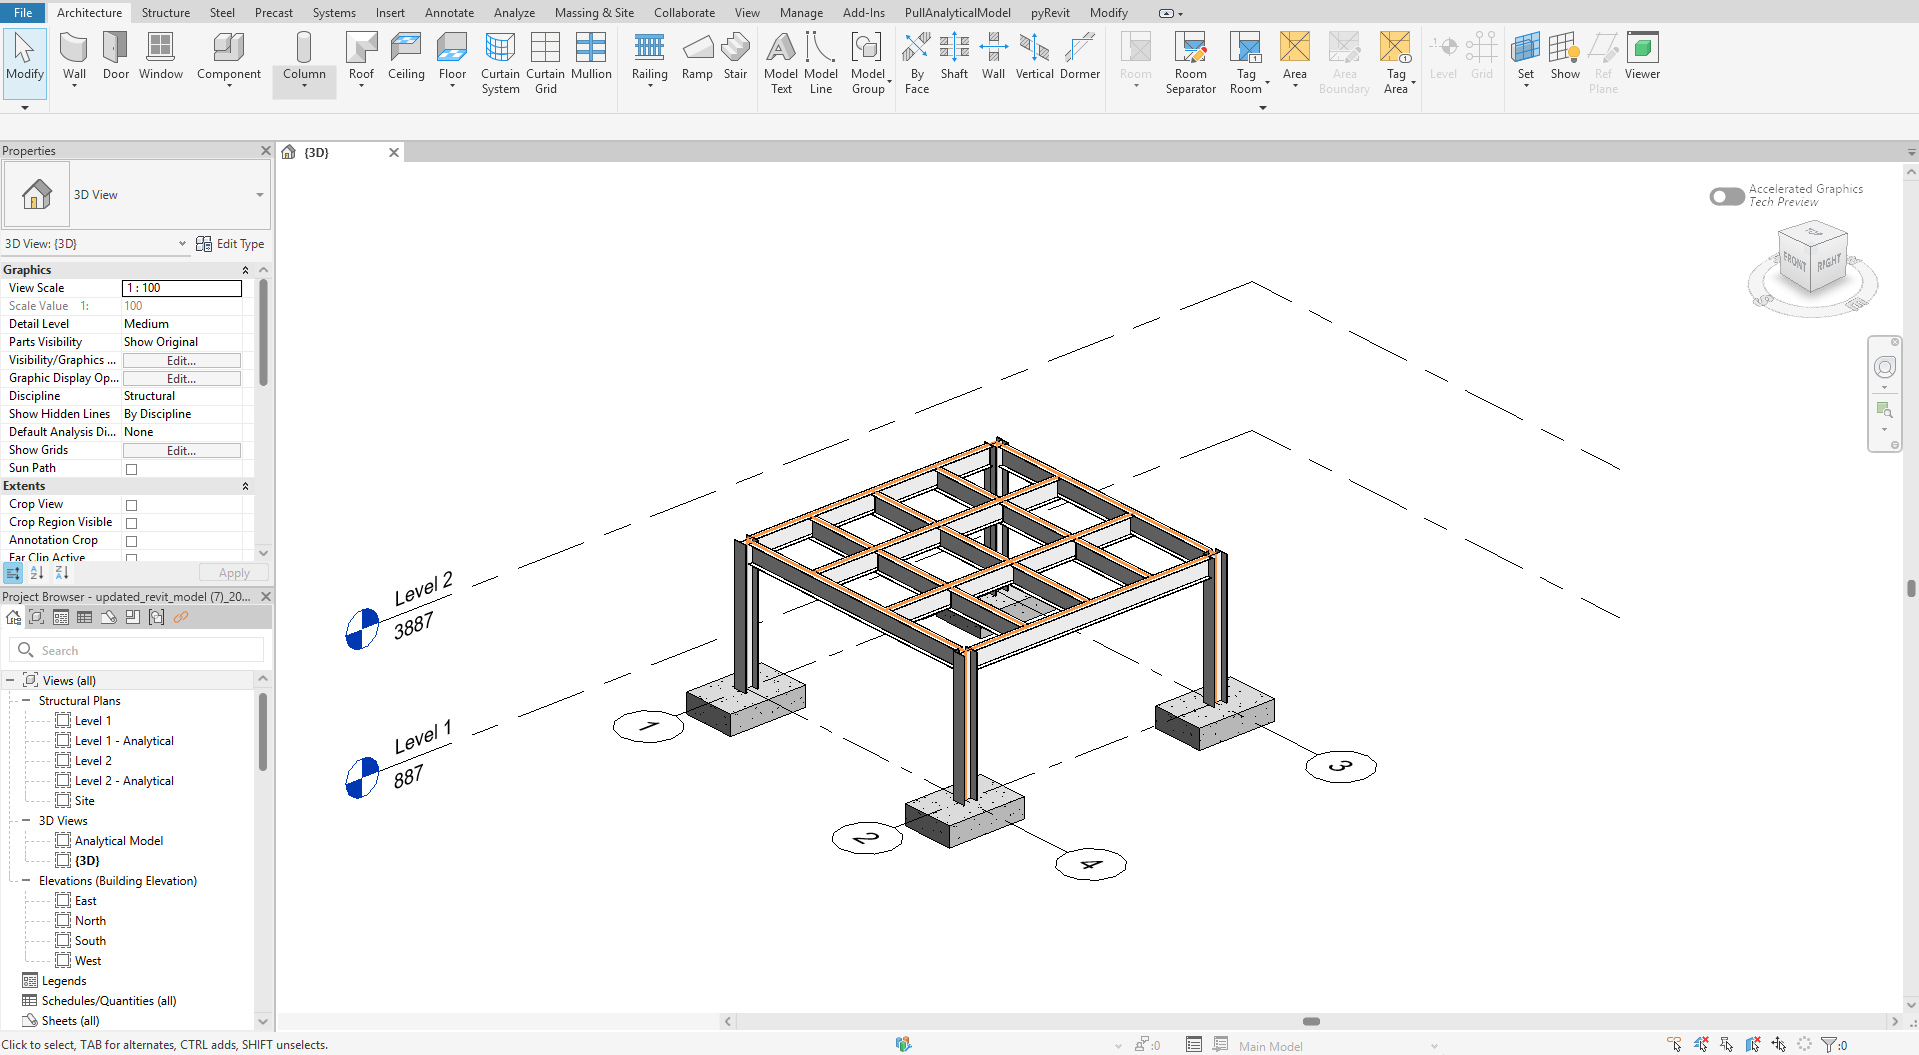 File Architecture Structure Steel Precast Systems Insert Annotate Analyze Massing & Site Collaborate View Manage Add-Ins PullAnalyticalModel pyRevit Modify
Modify Wall Door Window Component Column Roof Ceiling Floor Curtain System Curtain Grid Mullion Railing Ramp Stair Model Text Model Line Model Group By Face Shaft Wall Vertical Dormer Room Room Separator Tag Room Area Area Boundary Tag Area Level Grid Set Show Ref Plane Viewer
Properties
{3D}
3D View
3D View: {3D} Edit Type
Graphics
View Scale 1 : 100
Scale Value 1: 100
Detail Level Medium
Parts Visibility Show Original
Visibility/Graphics ... Edit...
Graphic Display Op... Edit...
Discipline Structural
Show Hidden Lines By Discipline
Default Analysis Di... None
Show Grids Edit...
Sun Path
Extents
Crop View
Crop Region Visible
Annotation Crop
Far Clip Active
Apply
Project Browser - updated_revit_model (7)_20...
Search
Views (all)
Structural Plans
Level 1
Level 1 - Analytical
Level 2
Level 2 - Analytical
Site
3D Views
Analytical Model
{3D}
Elevations (Building Elevation)
East
North
South
West
Legends
Schedules/Quantities (all)
Sheets (all)
Accelerated Graphics
Tech Preview
TOP
FRONT
RIGHT
Level 2
3887
Level 1
887
1
2
3
4
Click to select, TAB for alternates, CTRL adds, SHIFT unselects.
:0
Main Model
:0